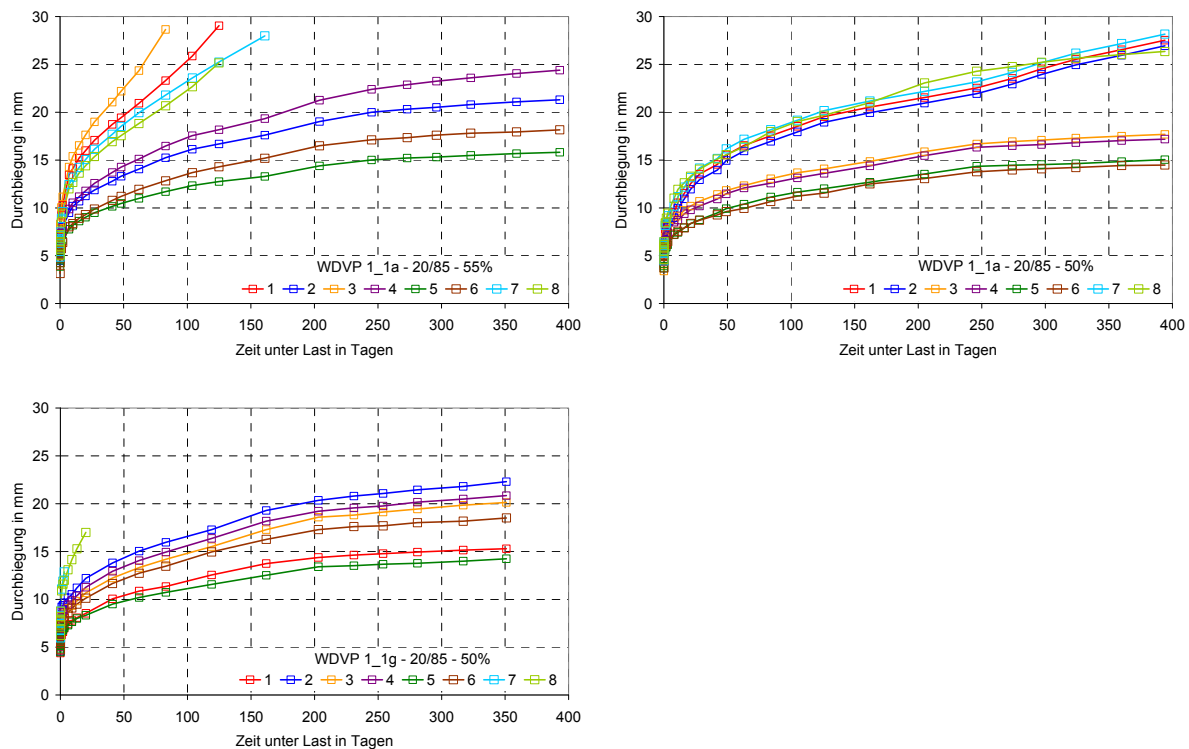 30
25
20
15
10
5
0
Durchbiegung in mm
WDVP 1_1a - 20/85 - 55%
1 2 3 4 5 6 7 8
0 50 100 150 200 250 300 350 400
Zeit unter Last in Tagen
30
25
20
15
10
5
0
Durchbiegung in mm
WDVP 1_1a - 20/85 - 50%
1 2 3 4 5 6 7 8
0 50 100 150 200 250 300 350 400
Zeit unter Last in Tagen
30
25
20
15
10
5
0
Durchbiegung in mm
WDVP 1_1g - 20/85 - 50%
1 2 3 4 5 6 7 8
0 50 100 150 200 250 300 350 400
Zeit unter Last in Tagen